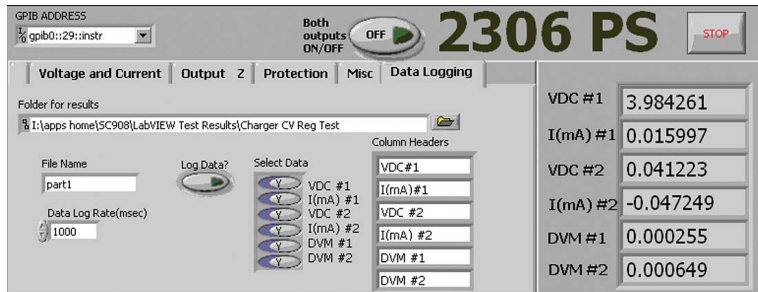 GPIB ADDRESS
gpib0::29::instr
Both
outputs
ON/OFF
OFF
2306 PS
STOP
Voltage and Current
Output Z
Protection
Misc
Data Logging
Folder for results
I:\apps home\SC908\LabVIEW Test Results\Charger CV Reg Test
File Name
part1
Data Log Rate(msec)
1000
Log Data?
Select Data
Y VDC #1
Y I(mA) #1
Y VDC #2
Y I(mA) #2
Y DVM #1
Y DVM #2
Column Headers
VDC#1
I(mA)#1
VDC #2
I(mA) #2
DVM #1
DVM #2
VDC #1 3.984261
I(mA) #1 0.015997
VDC #2 0.041223
I(mA) #2 -0.047249
DVM #1 0.000255
DVM #2 0.000649